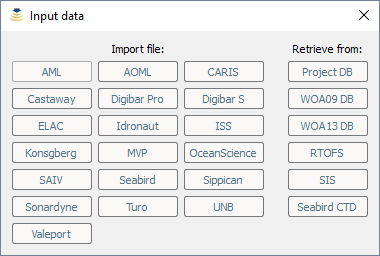 Input data
Import file: Retrieve from:
AML AOML CARIS Project DB
Castaway Digibar Pro Digibar S WOA09 DB
ELAC Idronaut ISS WOA13 DB
Konsgberg MVP OceanScience RTOFS
SAIV Seabird Sippican SIS
Sonardyne Turo UNB Seabird CTD
Valeport